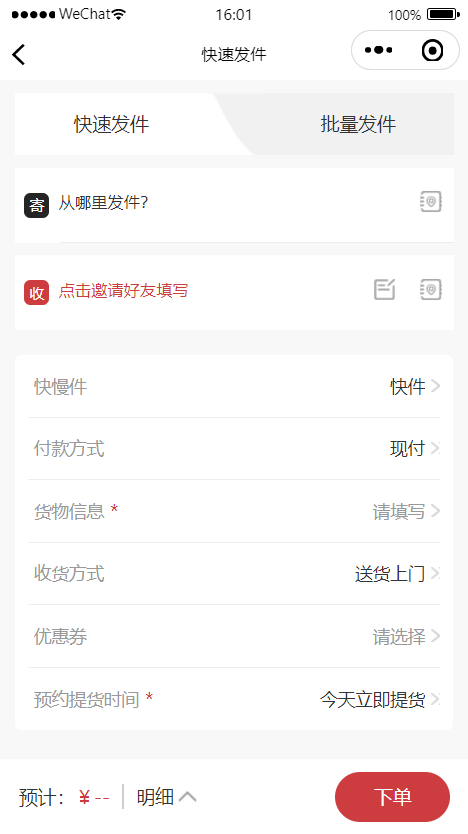 WeChat 16:01 100%
快速发件
快速发件 批量发件
寄 从哪里发件?
收 点击邀请好友填写
快慢件 快件
付款方式 现付
货物信息 * 请填写
收货方式 送货上门
优惠券 请选择
预约提货时间 * 今天立即提货
预计: ¥ -- 明细 下单